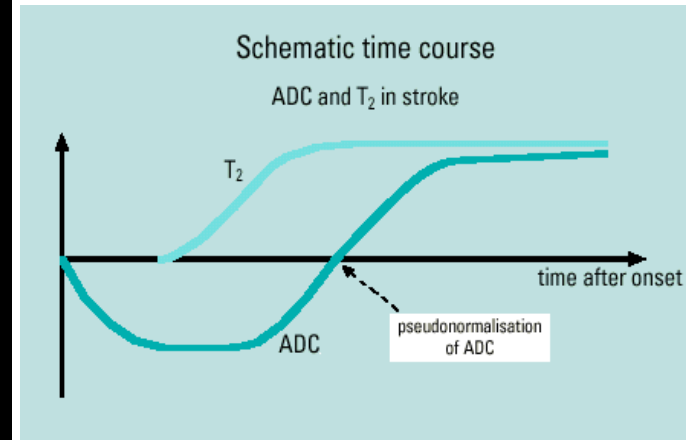 Schematic time course
ADC and T₂ in stroke
T₂
time after onset
ADC
pseudonormalisation
of ADC